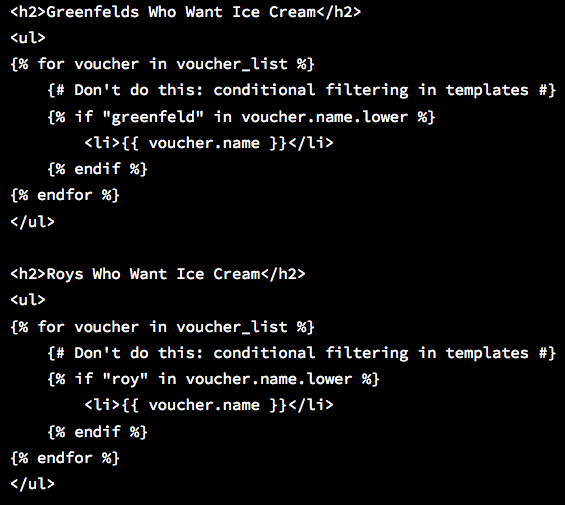 <h2>Greenfelds Who Want Ice Cream</h2>
<ul>
{% for voucher in voucher_list %}
    {# Don't do this: conditional filtering in templates #}
    {% if "greenfeld" in voucher.name.lower %}
        <li>{{ voucher.name }}</li>
    {% endif %}
{% endfor %}
</ul>

<h2>Roys Who Want Ice Cream</h2>
<ul>
{% for voucher in voucher_list %}
    {# Don't do this: conditional filtering in templates #}
    {% if "roy" in voucher.name.lower %}
        <li>{{ voucher.name }}</li>
    {% endif %}
{% endfor %}
</ul>